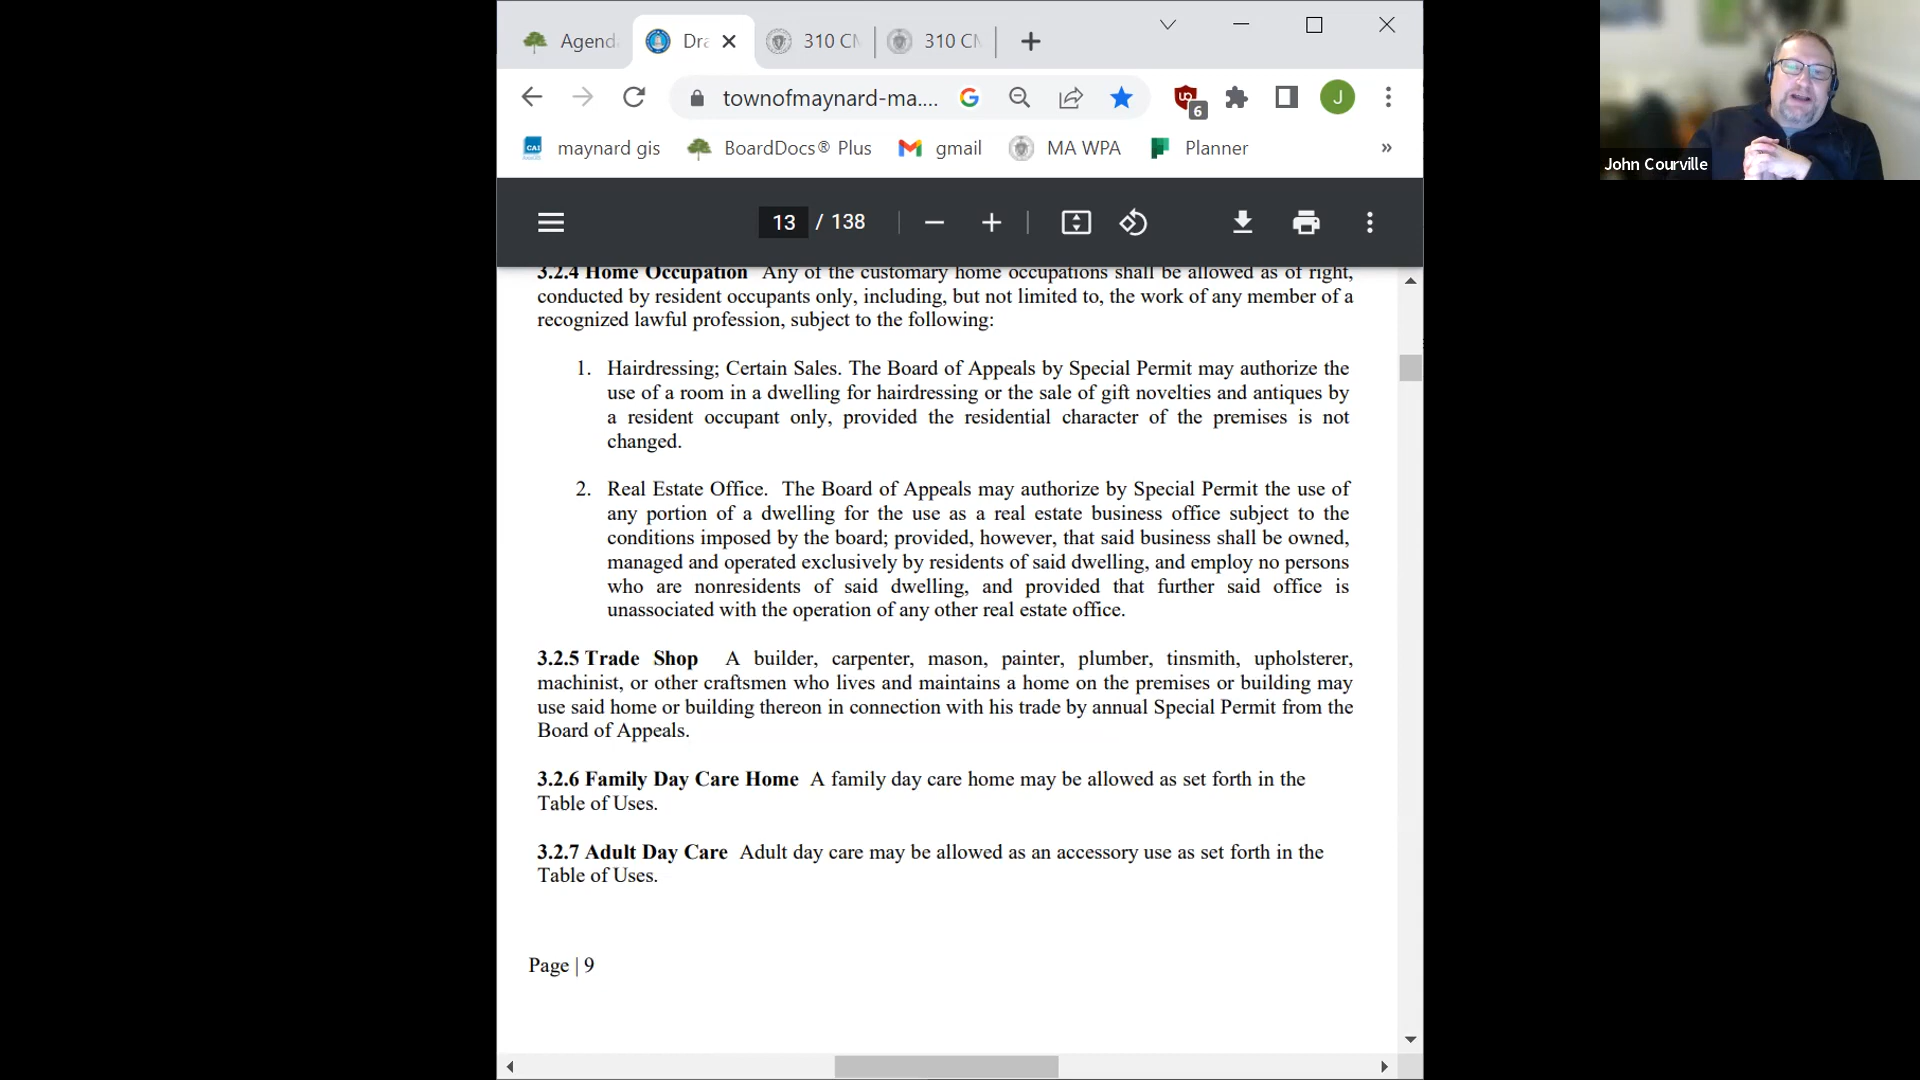 Agend
Dra
310 CM
310 CM
townofmaynard-ma....
6
J
maynard gis
BoardDocs® Plus
gmail
MA WPA
Planner
»
John Courville
13 / 138
3.2.4 Home Occupation Any of the customary home occupations shall be allowed as of right,
conducted by resident occupants only, including, but not limited to, the work of any member of a
recognized lawful profession, subject to the following:
1. Hairdressing; Certain Sales. The Board of Appeals by Special Permit may authorize the
use of a room in a dwelling for hairdressing or the sale of gift novelties and antiques by
a resident occupant only, provided the residential character of the premises is not
changed.
2. Real Estate Office. The Board of Appeals may authorize by Special Permit the use of
any portion of a dwelling for the use as a real estate business office subject to the
conditions imposed by the board; provided, however, that said business shall be owned,
managed and operated exclusively by residents of said dwelling, and employ no persons
who are nonresidents of said dwelling, and provided that further said office is
unassociated with the operation of any other real estate office.
3.2.5 Trade Shop A builder, carpenter, mason, painter, plumber, tinsmith, upholsterer,
machinist, or other craftsmen who lives and maintains a home on the premises or building may
use said home or building thereon in connection with his trade by annual Special Permit from the
Board of Appeals.
3.2.6 Family Day Care Home A family day care home may be allowed as set forth in the
Table of Uses.
3.2.7 Adult Day Care Adult day care may be allowed as an accessory use as set forth in the
Table of Uses.
Page | 9